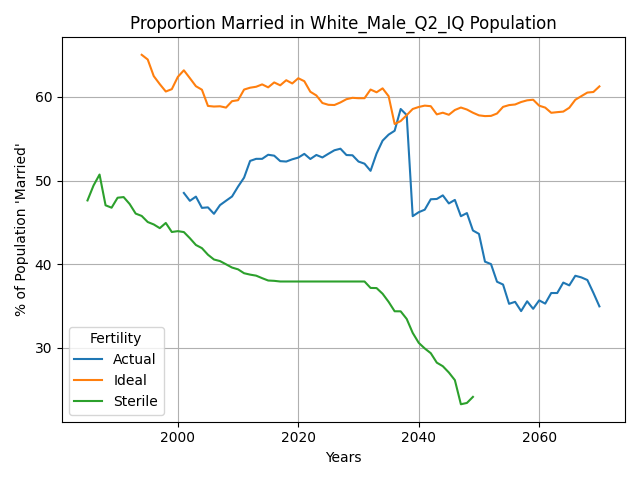 Proportion Married in White_Male_Q2_IQ Population
% of Population 'Married'
60
50
40
30
Fertility
Actual
Ideal
Sterile
2000 2020 2040 2060
Years